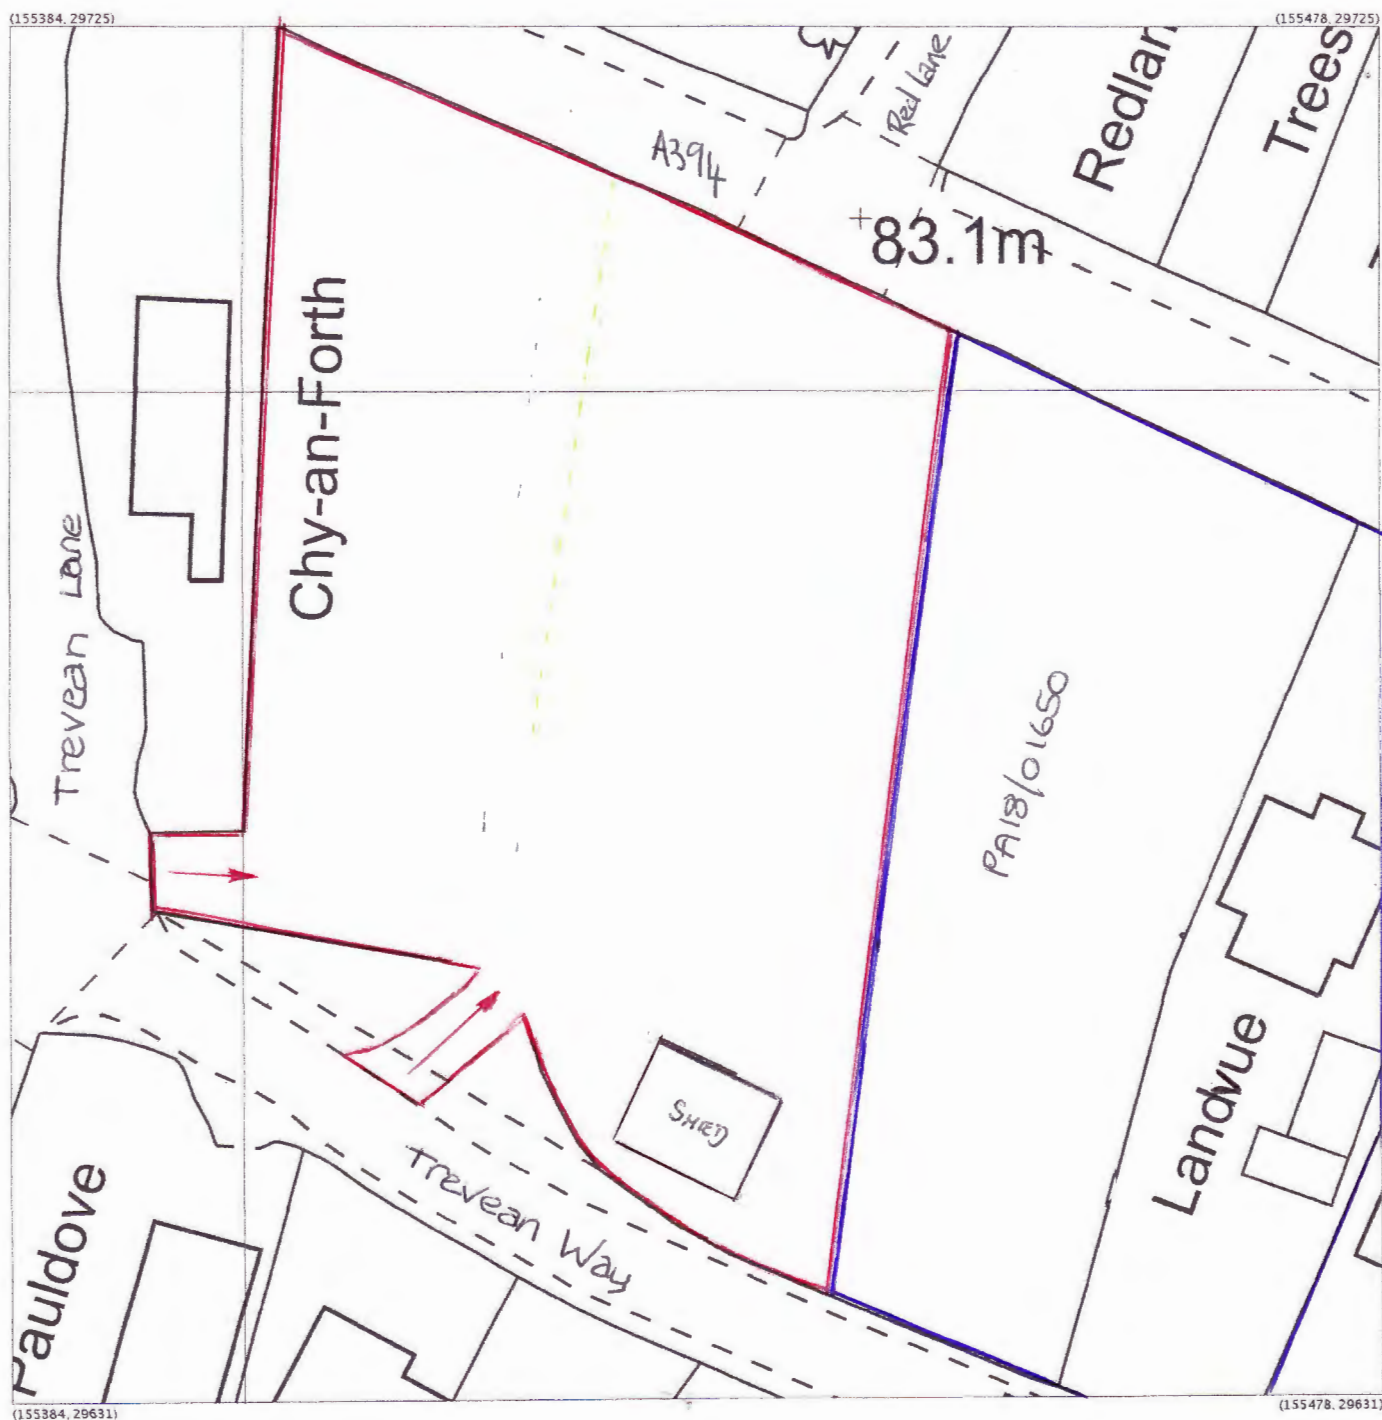 (155384, 29725)
(155478, 29725)
Redlan
Trees
Red Lane
A394
83.1m
Chy-an-Forth
Trevean Lane
PA18/01650
SHED
Landvue
Trevean Way
Pauldove
(155384, 29631)
(155478, 29631)